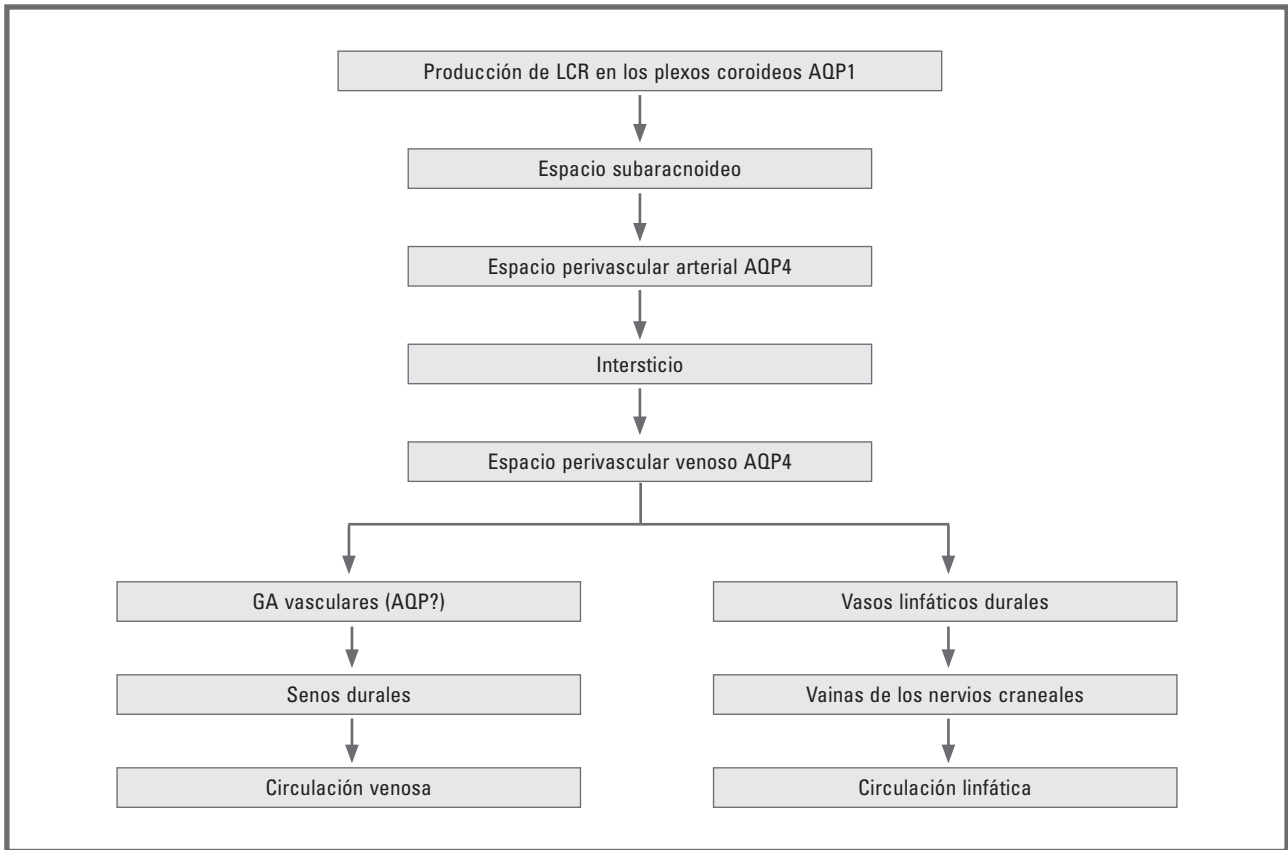 Producción de LCR en los plexos coroideos AQP1
Espacio subaracnoideo
Espacio perivascular arterial AQP4
Intersticio
Espacio perivascular venoso AQP4
GA vasculares (AQP?)
Vasos linfáticos durales
Senos durales
Vainas de los nervios craneales
Circulación venosa
Circulación linfática